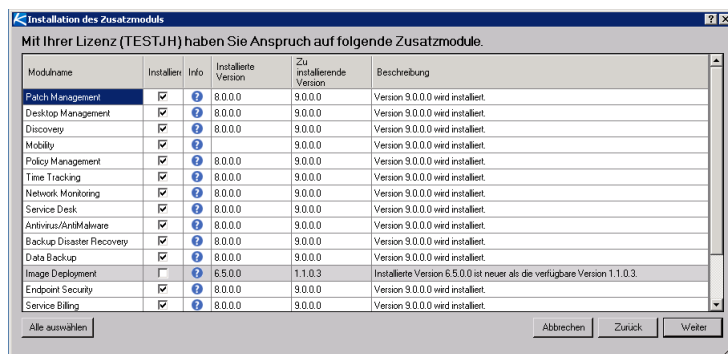 Installation des Zusatzmoduls
Mit Ihrer Lizenz (TESTJH) haben Sie Anspruch auf folgende Zusatzmodule.
Modulname Installiere Info Installierte Version Zu installierende Version Beschreibung
Patch Management 8.0.0.0 9.0.0.0 Version 9.0.0.0 wird installiert.
Desktop Management 8.0.0.0 9.0.0.0 Version 9.0.0.0 wird installiert.
Discovery 8.0.0.0 9.0.0.0 Version 9.0.0.0 wird installiert.
Mobility 9.0.0.0 Version 9.0.0.0 wird installiert.
Policy Management 8.0.0.0 9.0.0.0 Version 9.0.0.0 wird installiert.
Time Tracking 8.0.0.0 9.0.0.0 Version 9.0.0.0 wird installiert.
Network Monitoring 8.0.0.0 9.0.0.0 Version 9.0.0.0 wird installiert.
Service Desk 8.0.0.0 9.0.0.0 Version 9.0.0.0 wird installiert.
Antivirus/AntiMalware 8.0.0.0 9.0.0.0 Version 9.0.0.0 wird installiert.
Backup Disaster Recovery 8.0.0.0 9.0.0.0 Version 9.0.0.0 wird installiert.
Data Backup 8.0.0.0 9.0.0.0 Version 9.0.0.0 wird installiert.
Image Deployment 6.5.0.0 1.1.0.3 Installierte Version 6.5.0.0 ist neuer als die verfügbare Version 1.1.0.3.
Endpoint Security 8.0.0.0 9.0.0.0 Version 9.0.0.0 wird installiert.
Service Billing 8.0.0.0 9.0.0.0 Version 9.0.0.0 wird installiert.
Alle auswählen Abbrechen Zurück Weiter